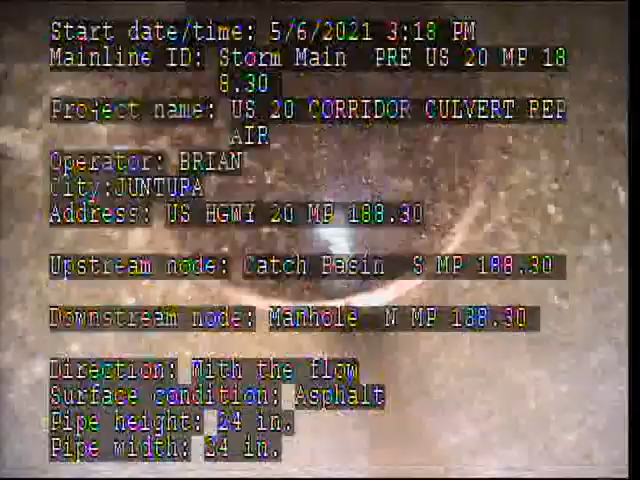 Start date/time: 5/6/2021 3:18 PM
Mainline ID: Storm Main  PRE US 20 MP 18
8.30
Project name: US 20 CORRIDOR CULVERT REP
AIR
Operator: BRIAN
City:JUNTURA
Address: US HGWY 20 MP 188.30
Upstream node: Catch Basin  S MP 188.30
Downstream node: Manhole  N MP 188.30
Direction: With the flow
Surface condition: Asphalt
Pipe height: 24 in.
Pipe width: 24 in.